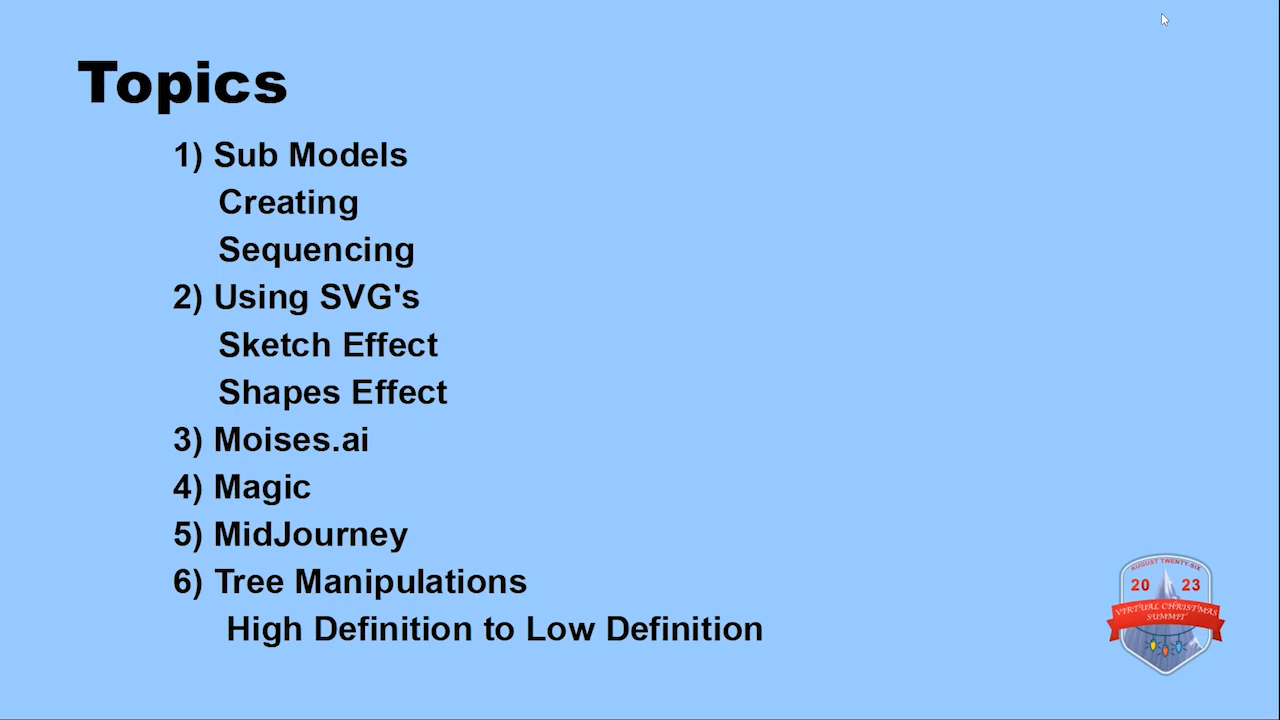 Topics
1) Sub Models
Creating
Sequencing
2) Using SVG's
Sketch Effect
Shapes Effect
3) Moises.ai
4) Magic
5) MidJourney
6) Tree Manipulations
High Definition to Low Definition
AUGUST TWENTY-SIX
20 23
VIRTUAL CHRISTMAS
SUMMIT